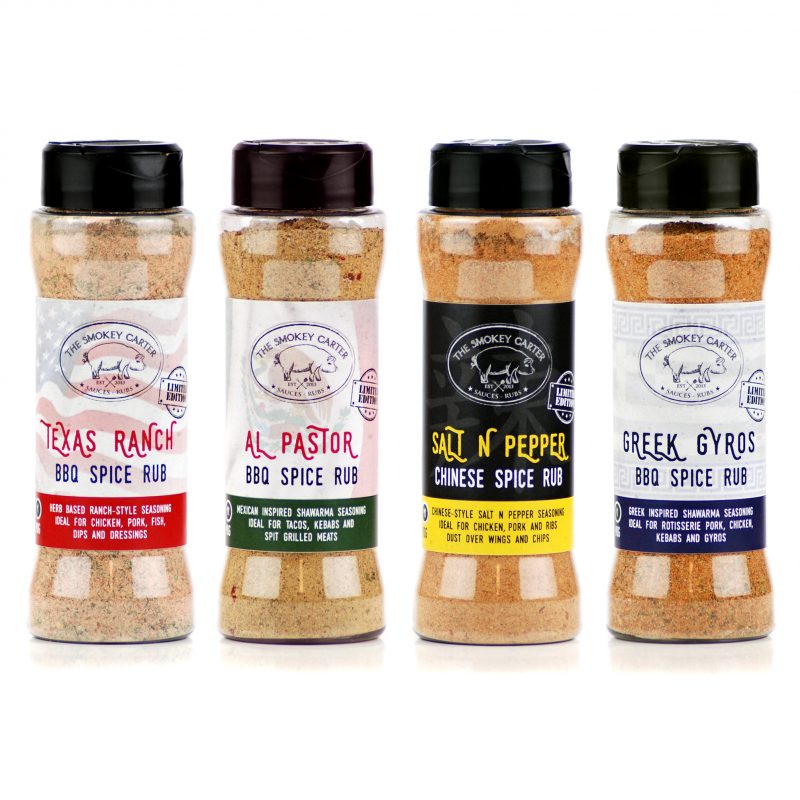 THE SMOKEY CARTER
EST 2013
SAUCES - RUBS
LIMITED
EDITION
TEXAS RANCH
BBQ SPICE RUB
HERB BASED RANCH-STYLE SEASONING
IDEAL FOR CHICKEN, PORK, FISH,
DIPS AND DRESSINGS
THE SMOKEY CARTER
EST 2013
SAUCES - RUBS
LIMITED
EDITION
AL PASTOR
BBQ SPICE RUB
MEXICAN INSPIRED SHAWARMA SEASONING
IDEAL FOR TACOS, KEBABS AND
SPIT GRILLED MEATS
THE SMOKEY CARTER
EST 2013
SAUCES - RUBS
LIMITED
EDITION
SALT N PEPPER
CHINESE SPICE RUB
CHINESE-STYLE SALT N PEPPER SEASONING
IDEAL FOR CHICKEN, PORK AND RIBS
DUST OVER WINGS AND CHIPS
THE SMOKEY CARTER
EST 2013
SAUCES - RUBS
LIMITED
EDITION
GREEK GYROS
BBQ SPICE RUB
GREEK INSPIRED SHAWARMA SEASONING
IDEAL FOR ROTISSERIE PORK, CHICKEN,
KEBABS AND GYROS